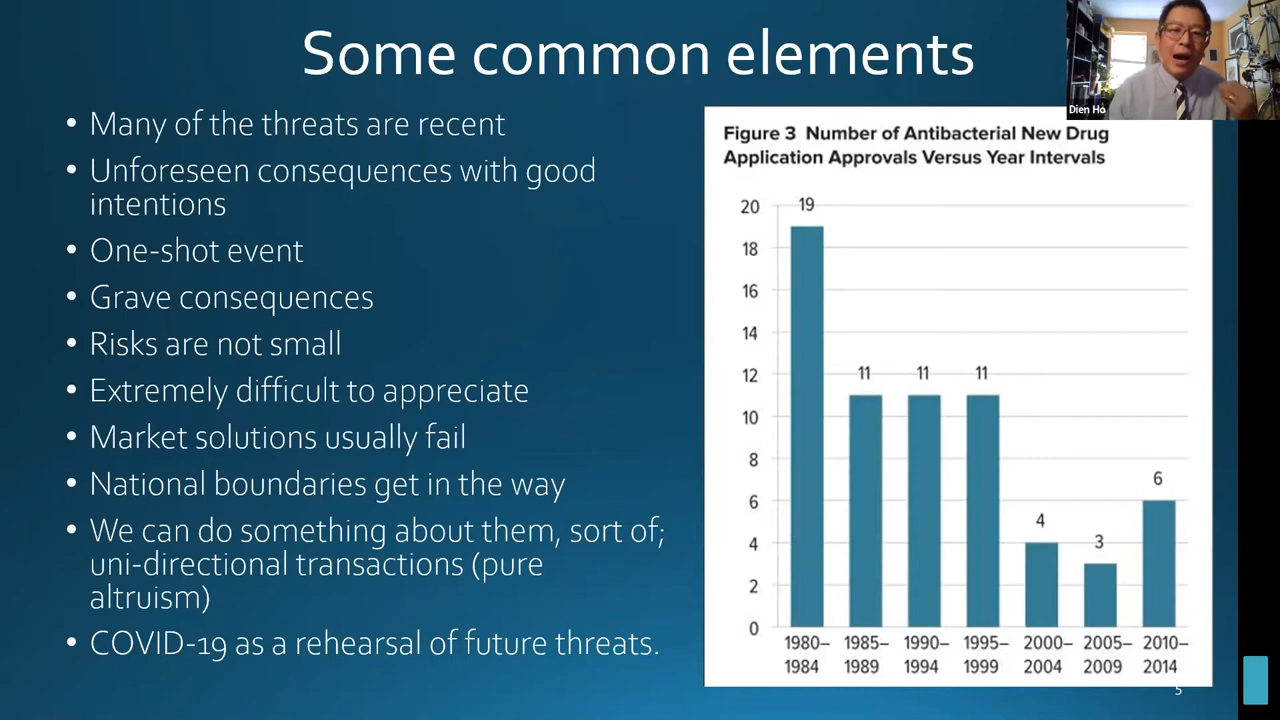 Some common elements
• Many of the threats are recent
• Unforeseen consequences with good
intentions
• One-shot event
• Grave consequences
• Risks are not small
• Extremely difficult to appreciate
• Market solutions usually fail
• National boundaries get in the way
• We can do something about them, sort of;
uni-directional transactions (pure
altruism)
• COVID-19 as a rehearsal of future threats.
Dien Ho
Figure 3 Number of Antibacterial New Drug
Application Approvals Versus Year Intervals
20
18
16
14
12
10
8
6
4
2
0
19
11
11
11
4
3
6
1980–
1984
1985–
1989
1990–
1994
1995–
1999
2000–
2004
2005–
2009
2010–
2014
5